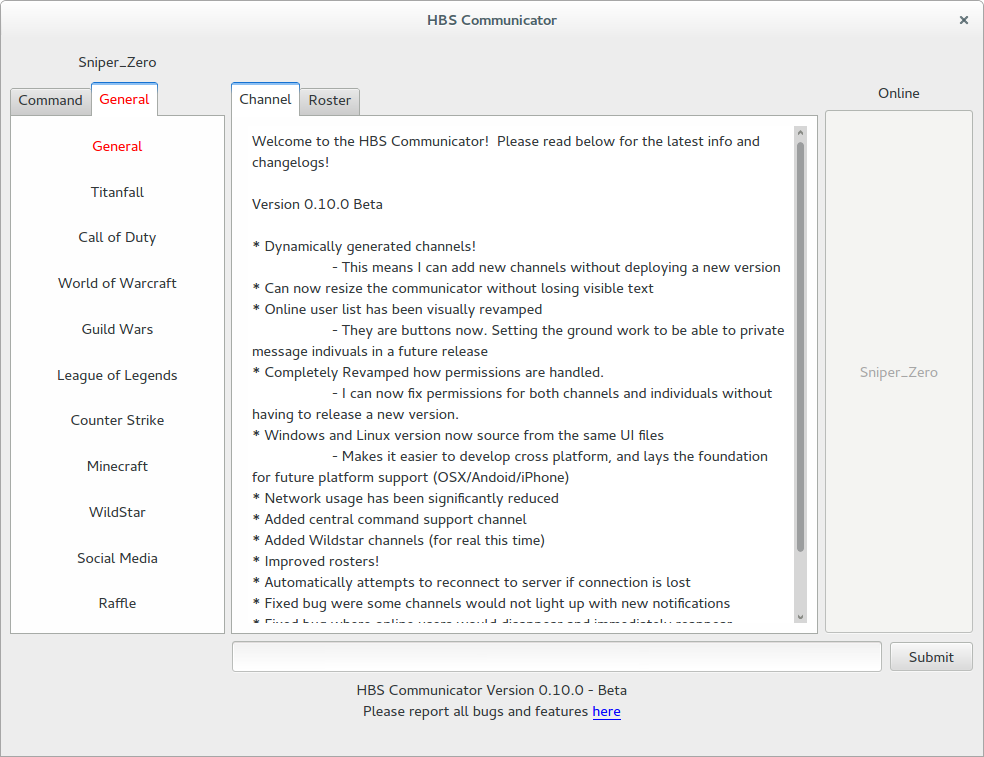 HBS Communicator
Sniper_Zero
Command
General
Channel
Roster
Online
General
Titanfall
Call of Duty
World of Warcraft
Guild Wars
League of Legends
Counter Strike
Minecraft
WildStar
Social Media
Raffle
Welcome to the HBS Communicator!  Please read below for the latest info and
changelogs!
Version 0.10.0 Beta
* Dynamically generated channels!
- This means I can add new channels without deploying a new version
* Can now resize the communicator without losing visible text
* Online user list has been visually revamped
- They are buttons now. Setting the ground work to be able to private
message indivuals in a future release
* Completely Revamped how permissions are handled.
- I can now fix permissions for both channels and individuals without
having to release a new version.
* Windows and Linux version now source from the same UI files
- Makes it easier to develop cross platform, and lays the foundation
for future platform support (OSX/Andoid/iPhone)
* Network usage has been significantly reduced
* Added central command support channel
* Added Wildstar channels (for real this time)
* Improved rosters!
* Automatically attempts to reconnect to server if connection is lost
* Fixed bug were some channels would not light up with new notifications
* Fixed bug where online users would disappear and immediately reappear
Sniper_Zero
Submit
HBS Communicator Version 0.10.0 - Beta
Please report all bugs and features here